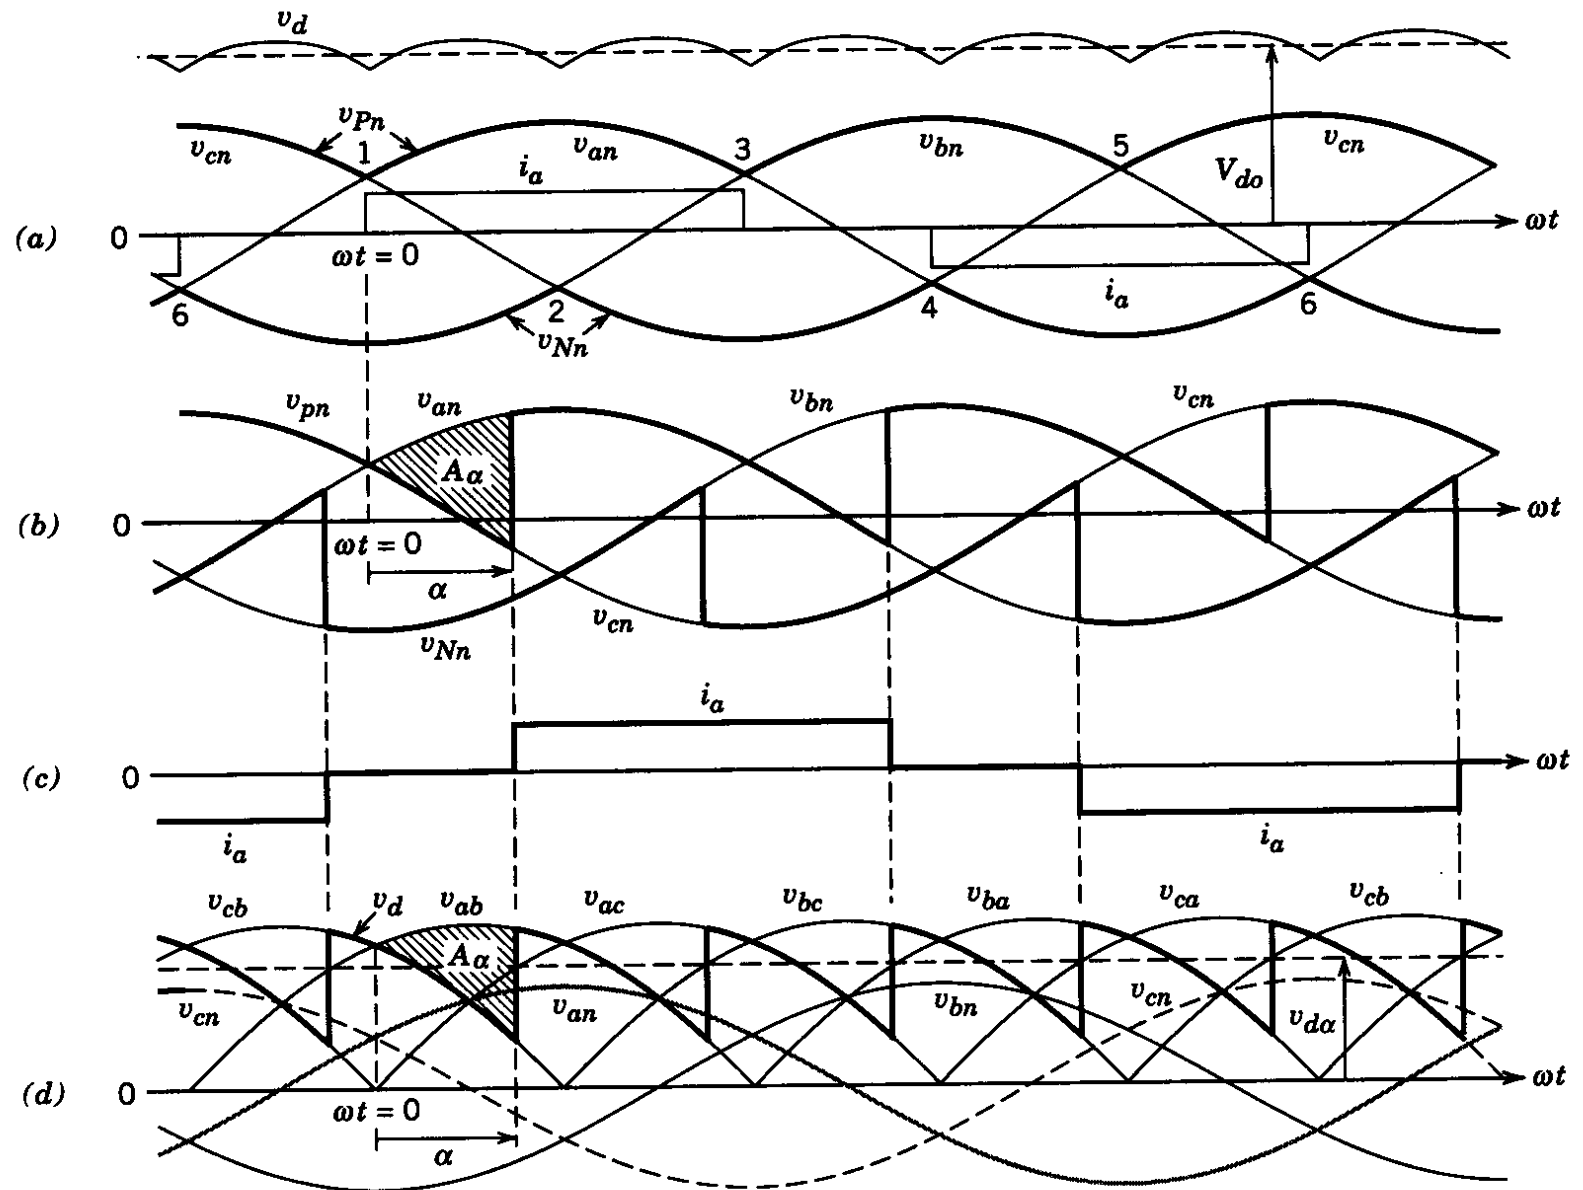 v_d
v_Pn
v_cn 1 v_an 3 v_bn 5 v_cn
i_a V_do
(a) 0 ωt = 0 ωt
6 2 4 i_a 6
v_Nn
v_pn v_an v_bn v_cn
A_α
(b) 0 ωt = 0 ωt
α
v_cn
v_Nn
i_a
(c) 0 ωt
i_a i_a
v_cb v_d v_ab v_ac v_bc v_ba v_ca v_cb
A_α
v_cn v_an v_bn v_cn v_dα
(d) 0 ωt = 0 ωt
α